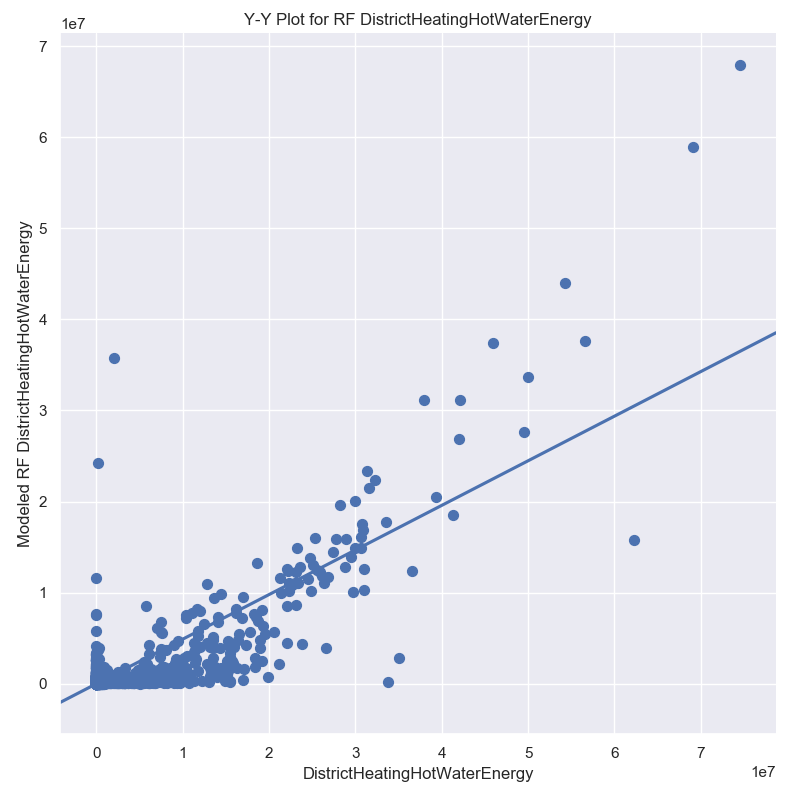 Y-Y Plot for RF DistrictHeatingHotWaterEnergy
1e7
7
6
5
4
3
2
1
0
Modeled RF DistrictHeatingHotWaterEnergy
0 1 2 3 4 5 6 7
1e7
DistrictHeatingHotWaterEnergy